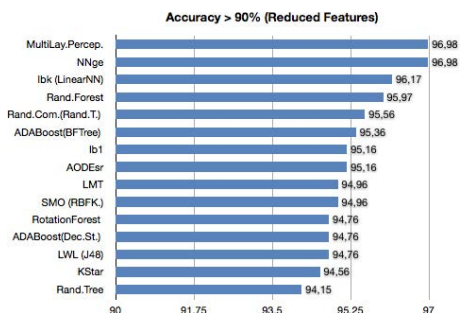 Accuracy > 90% (Reduced Features)
MultiLay.Percep. 96,98
NNge 96,98
Ibk (LinearNN) 96,17
Rand.Forest 95,97
Rand.Com.(Rand.T.) 95,56
ADABoost(BFTree) 95,36
Ib1 95,16
AODEsr 95,16
LMT 94,96
SMO (RBFK.) 94,96
RotationForest 94,76
ADABoost(Dec.St.) 94,76
LWL (J48) 94,76
KStar 94,56
Rand.Tree 94,15
90 91.75 93.5 95.25 97